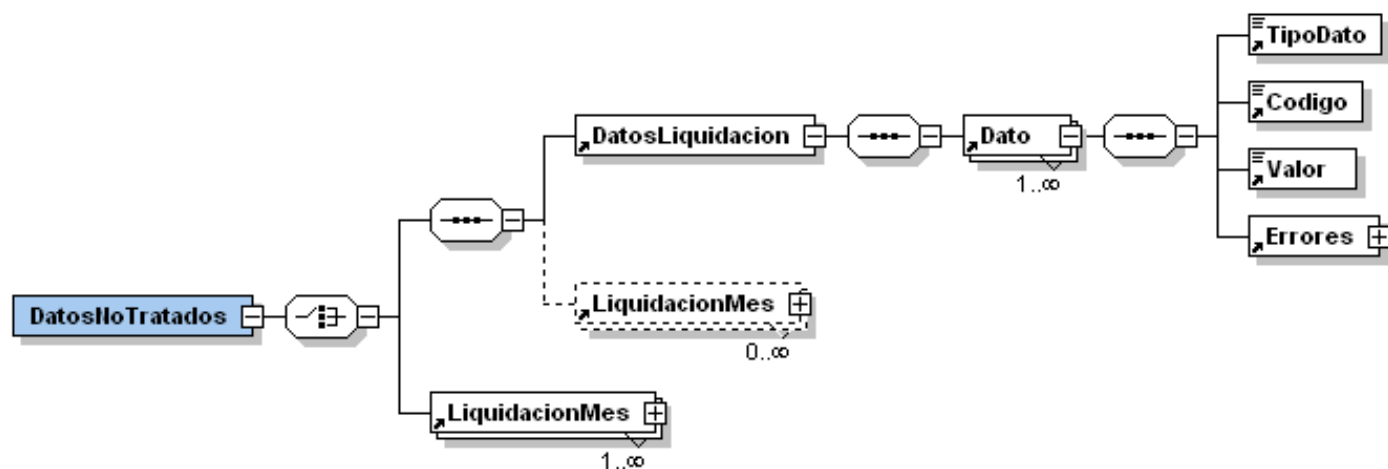 TipoDato
Codigo
DatosLiquidacion
Dato
Valor
1..∞
Errores
DatosNoTratados
LiquidacionMes
0..∞
LiquidacionMes
1..∞